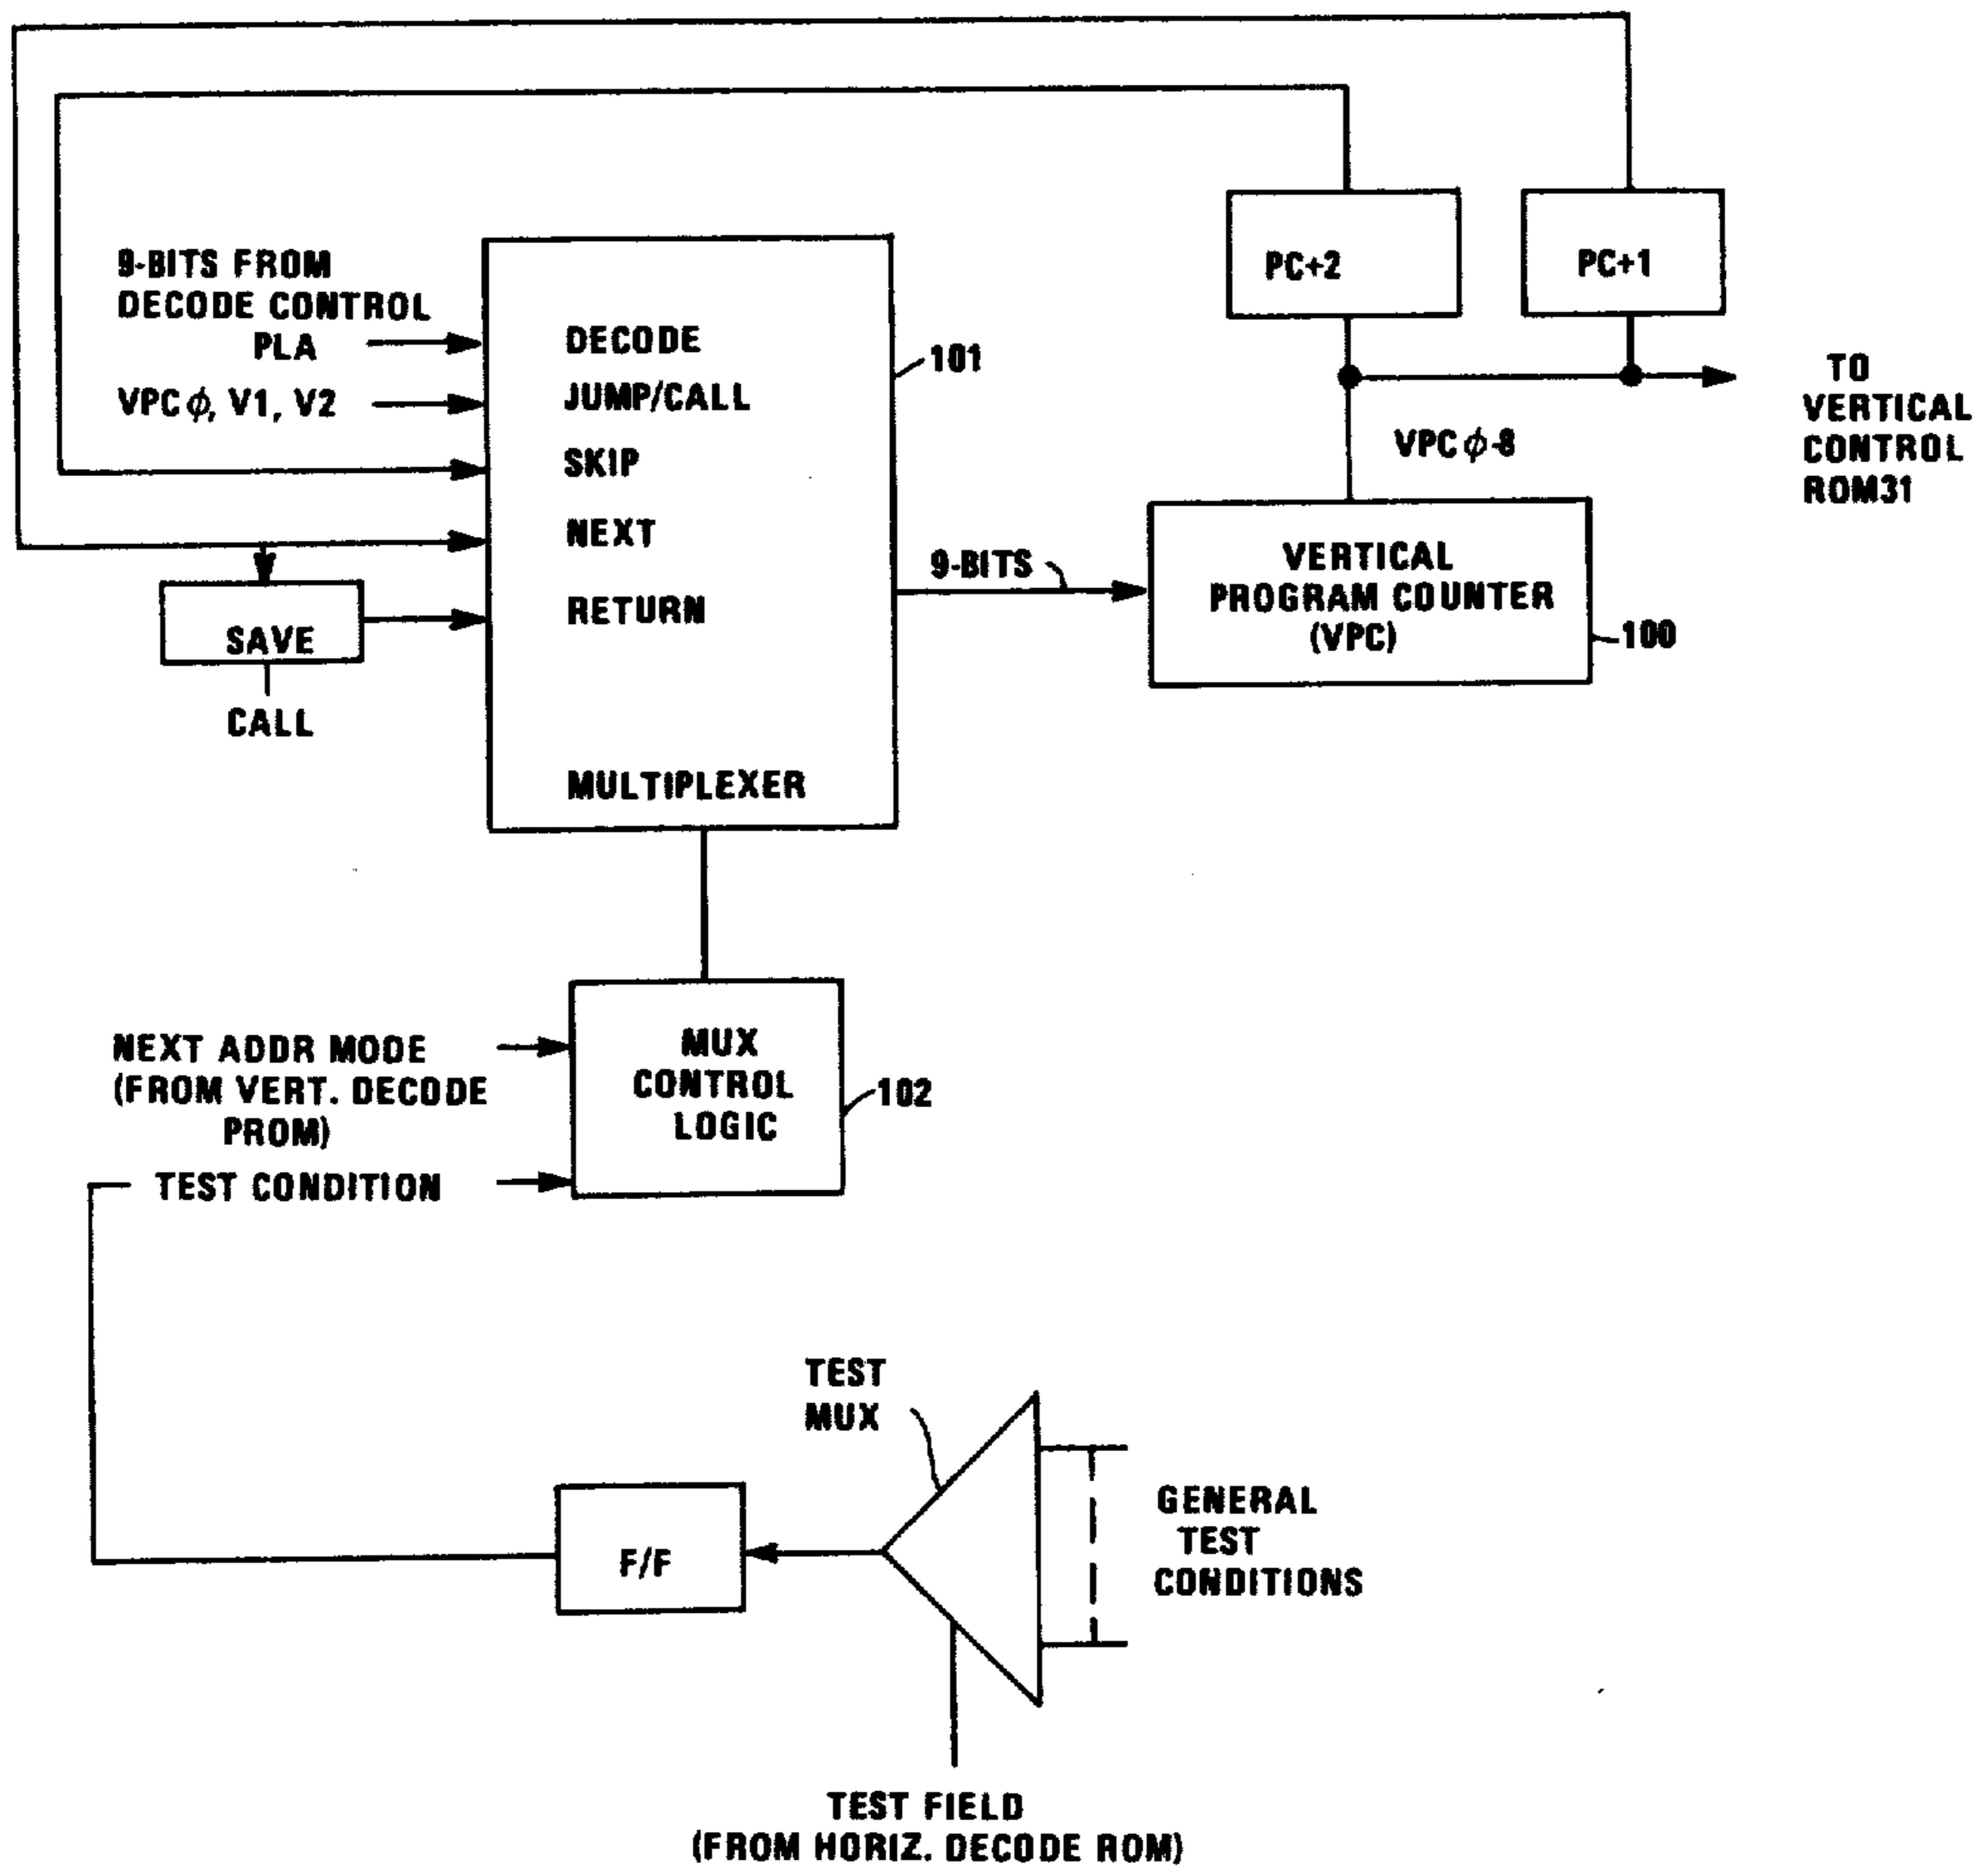 PC+2
PC+1
9-BITS FROM
DECODE CONTROL
PLA
VPCϕ, V1, V2
DECODE
JUMP/CALL
SKIP
NEXT
RETURN
MULTIPLEXER
101
TO
VERTICAL
CONTROL
ROM31
VPCϕ-8
9-BITS
VERTICAL
PROGRAM COUNTER
(VPC)
100
SAVE
CALL
NEXT ADDR MODE
(FROM VERT. DECODE
PROM)
TEST CONDITION
MUX
CONTROL
LOGIC
102
TEST
MUX
F/F
GENERAL
TEST
CONDITIONS
TEST FIELD
(FROM HORIZ. DECODE ROM)